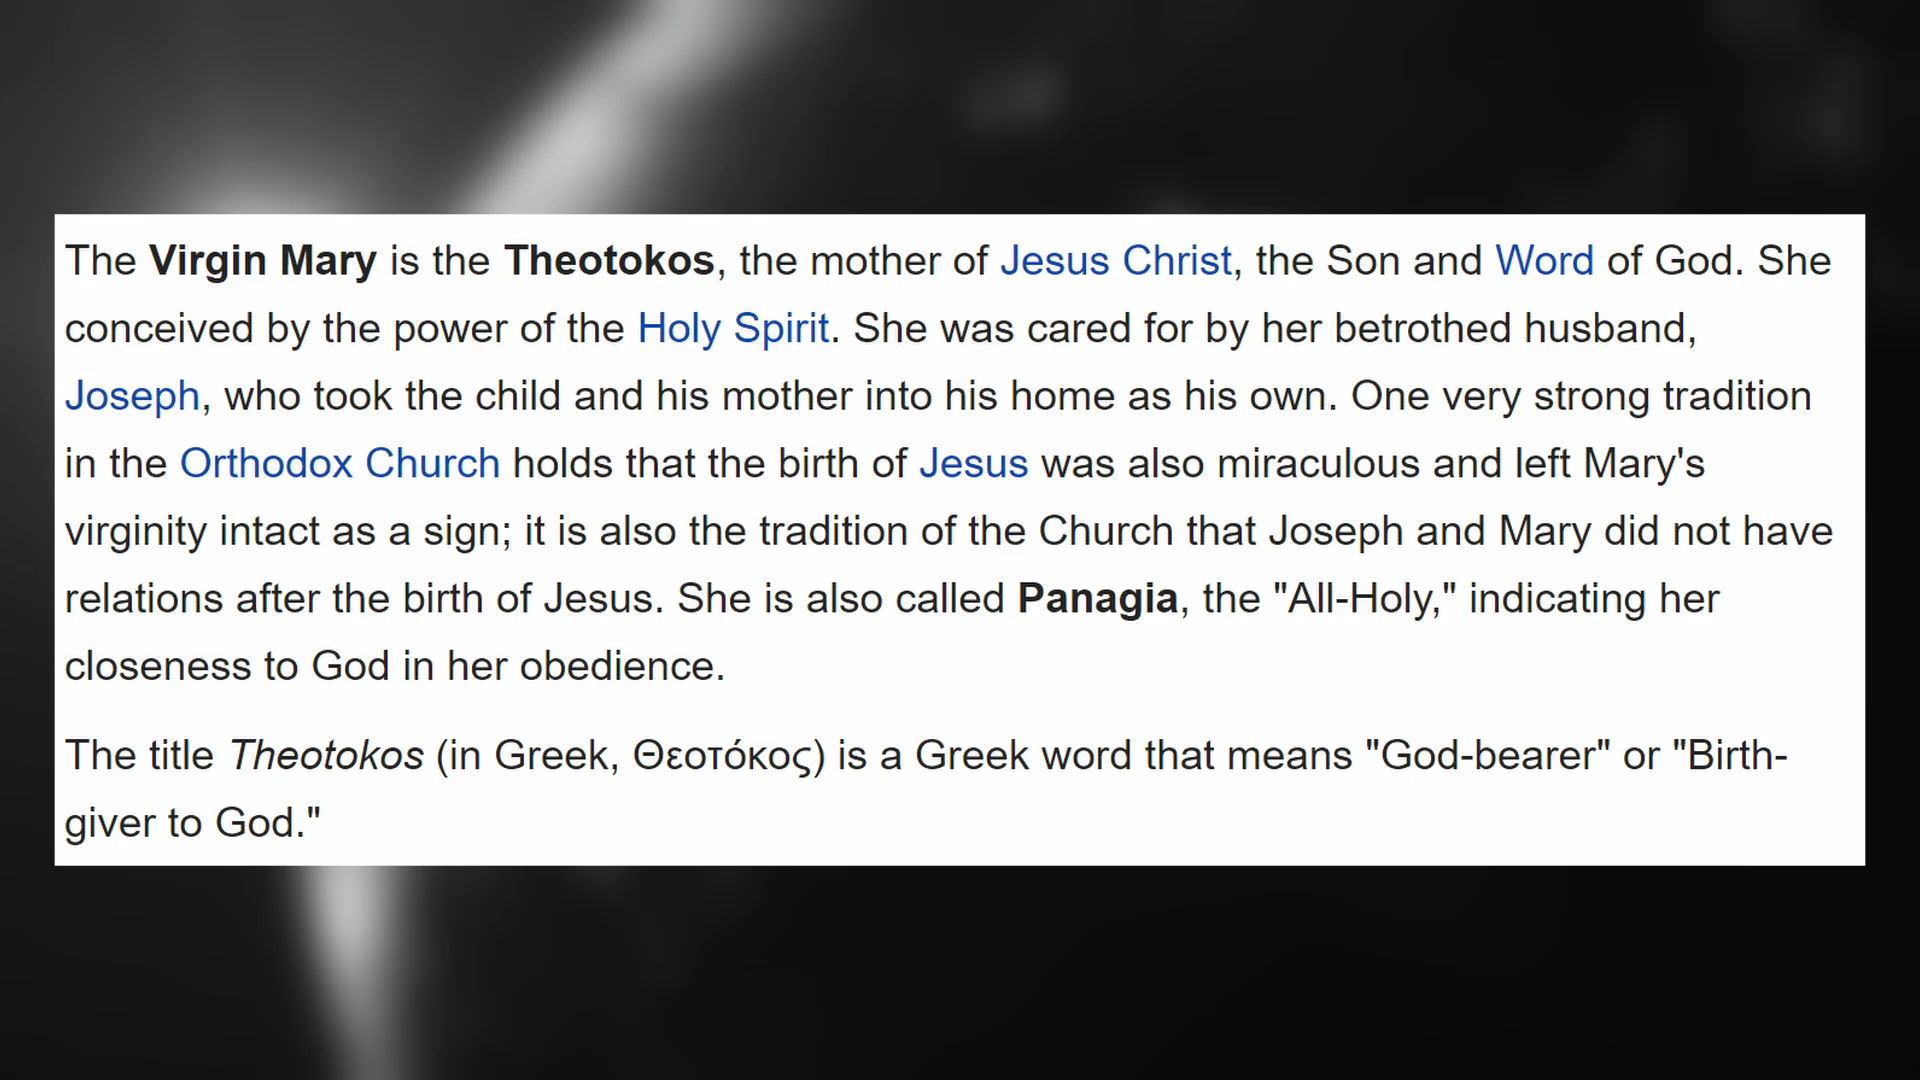 The Virgin Mary is the Theotokos, the mother of Jesus Christ, the Son and Word of God. She
conceived by the power of the Holy Spirit. She was cared for by her betrothed husband,
Joseph, who took the child and his mother into his home as his own. One very strong tradition
in the Orthodox Church holds that the birth of Jesus was also miraculous and left Mary's
virginity intact as a sign; it is also the tradition of the Church that Joseph and Mary did not have
relations after the birth of Jesus. She is also called Panagia, the "All-Holy," indicating her
closeness to God in her obedience.
The title Theotokos (in Greek, Θεοτόκος) is a Greek word that means "God-bearer" or "Birth-
giver to God."